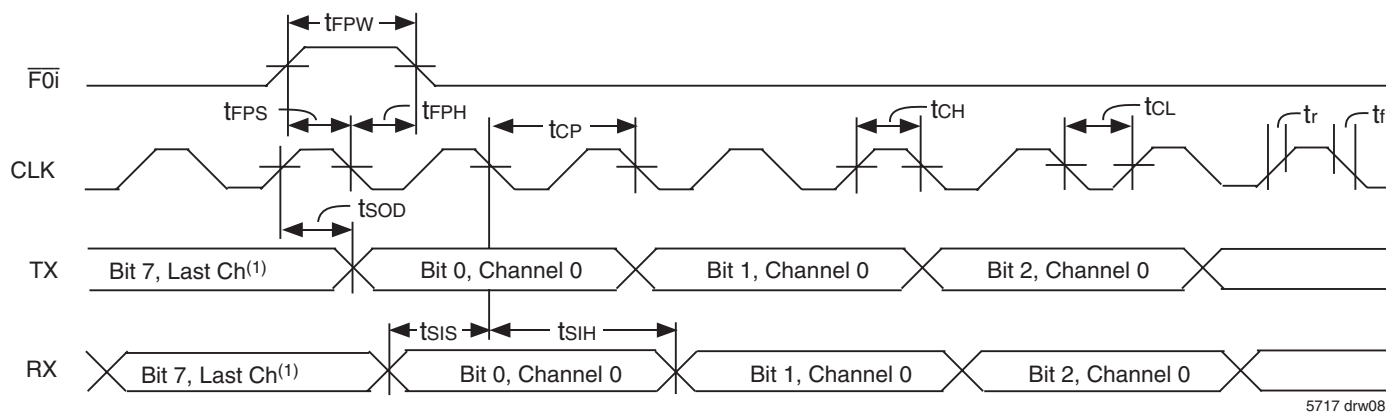 tFPW
F0i
tFPS
tFPH
tCP
tCH
tCL
tr
tf
CLK
tSOD
TX
Bit 7, Last Ch(1)
Bit 0, Channel 0
Bit 1, Channel 0
Bit 2, Channel 0
tSIS
tSIH
RX
Bit 7, Last Ch(1)
Bit 0, Channel 0
Bit 1, Channel 0
Bit 2, Channel 0
5717 drw08